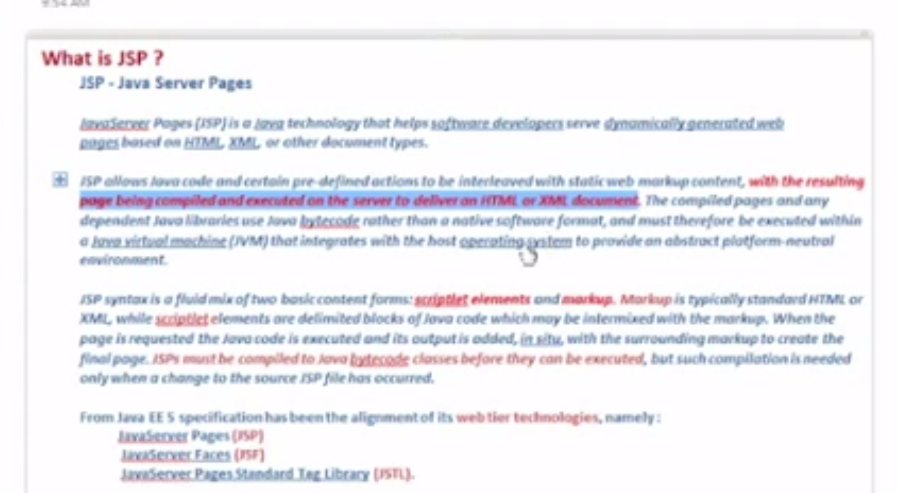 9:54 AM
What is JSP ?
JSP - Java Server Pages
JavaServer Pages (JSP) is a Java technology that helps software developers serve dynamically generated web
pages based on HTML, XML, or other document types.
JSP allows Java code and certain pre-defined actions to be interleaved with static web markup content, with the resulting
page being compiled and executed on the server to deliver an HTML or XML document. The compiled pages and any
dependent Java libraries use Java bytecode rather than a native software format, and must therefore be executed within
a Java virtual machine (JVM) that integrates with the host operating system to provide an abstract platform-neutral
environment.
JSP syntax is a fluid mix of two basic content forms: scriptlet elements and markup. Markup is typically standard HTML or
XML, while scriptlet elements are delimited blocks of Java code which may be intermixed with the markup. When the
page is requested the Java code is executed and its output is added, in situ, with the surrounding markup to create the
final page. JSPs must be compiled to Java bytecode classes before they can be executed, but such compilation is needed
only when a change to the source JSP file has occurred.
From Java EE 5 specification has been the alignment of its web tier technologies, namely :
JavaServer Pages (JSP)
JavaServer Faces (JSF)
JavaServer Pages Standard Tag Library (JSTL).